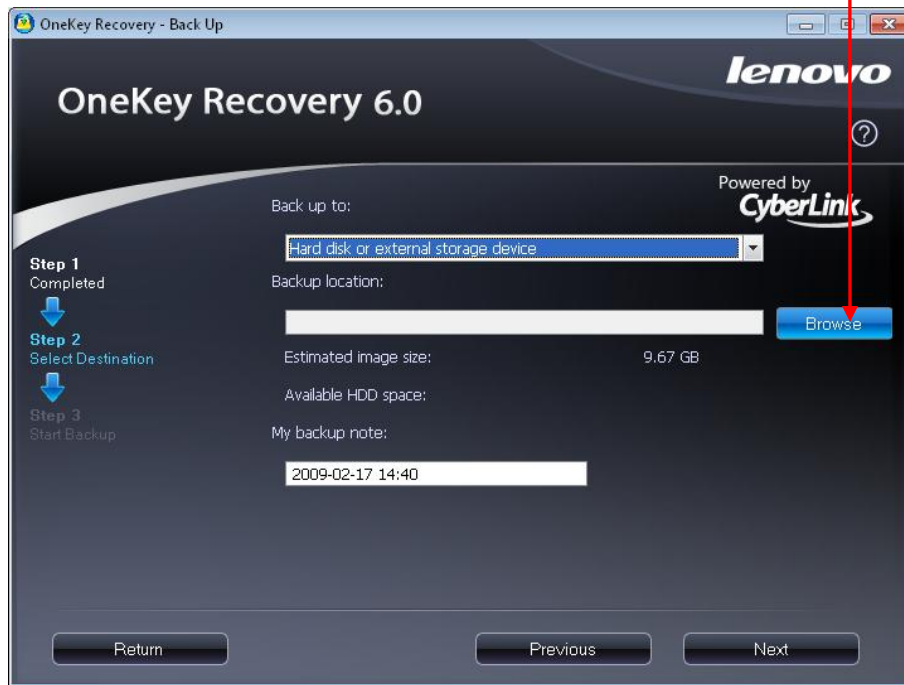 OneKey Recovery - Back Up
lenovo
OneKey Recovery 6.0
?
Powered by
CyberLink
Back up to:
Hard disk or external storage device
Step 1
Completed
Backup location:
Browse
Step 2
Select Destination
Estimated image size: 9.67 GB
Available HDD space:
Step 3
Start Backup
My backup note:
2009-02-17 14:40
Return Previous Next